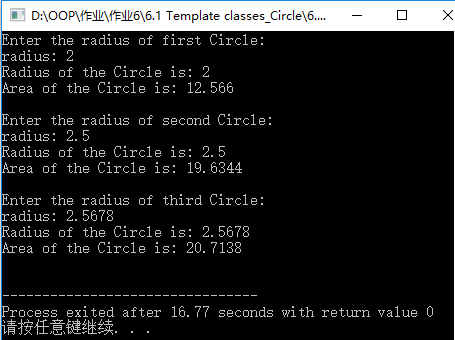 D:\OOP\作业\作业6\6.1 Template classes_Circle\6....
Enter the radius of first Circle:
radius: 2
Radius of the Circle is: 2
Area of the Circle is: 12.566
Enter the radius of second Circle:
radius: 2.5
Radius of the Circle is: 2.5
Area of the Circle is: 19.6344
Enter the radius of third Circle:
radius: 2.5678
Radius of the Circle is: 2.5678
Area of the Circle is: 20.7138
--------------------------------
Process exited after 16.77 seconds with return value 0
请按任意键继续. . .